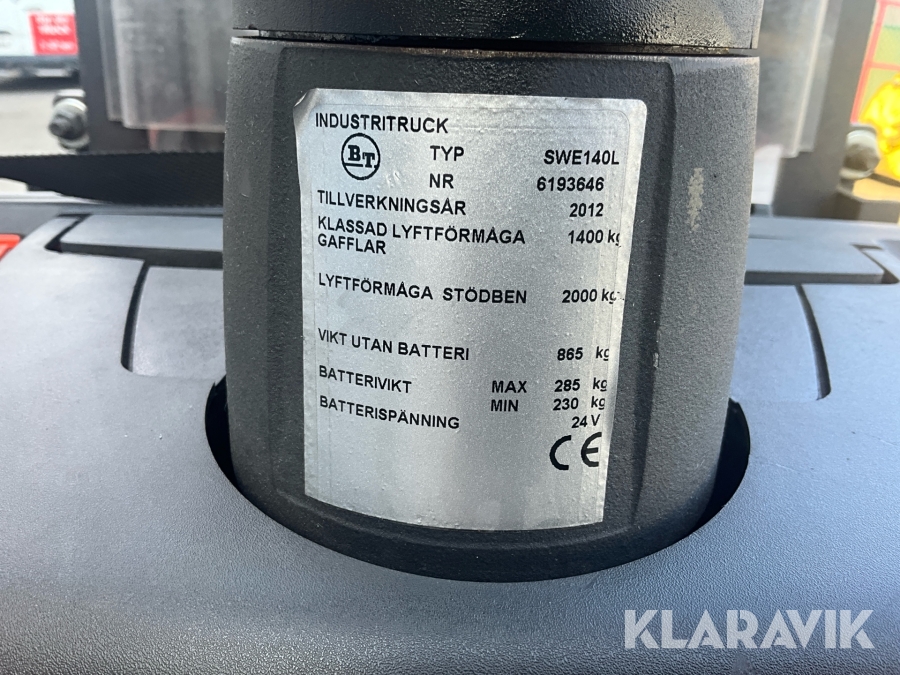 INDUSTRITRUCK
BT TYP SWE140L
NR 6193646
TILLVERKNINGSÅR 2012
KLASSAD LYFTFÖRMÅGA 1400 kg
GAFFLAR
LYFTFÖRMÅGA STÖDBEN 2000 kg
VIKT UTAN BATTERI 865 kg
BATTERIVIKT MAX 285 kg
MIN 230 kg
BATTERISPÄNNING 24 V
CE
KLARAVIK